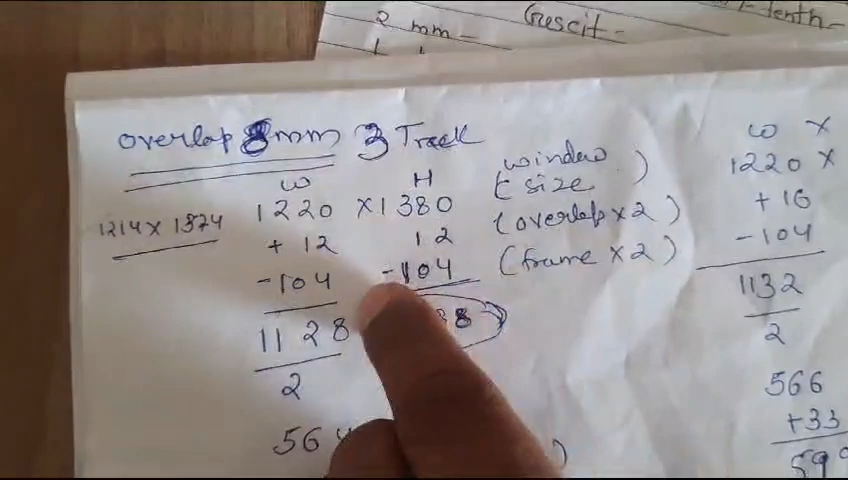 2 mm -
overlap 8mm 3 Track
W H window )
1214 x 1374 1220 x 1380 ( size )
+ 12 12 (overlap x 2)
-104 -104 (frame x 2)
1128
2
564
W x
1220 x
+ 16
-104
1132
2
566
+33